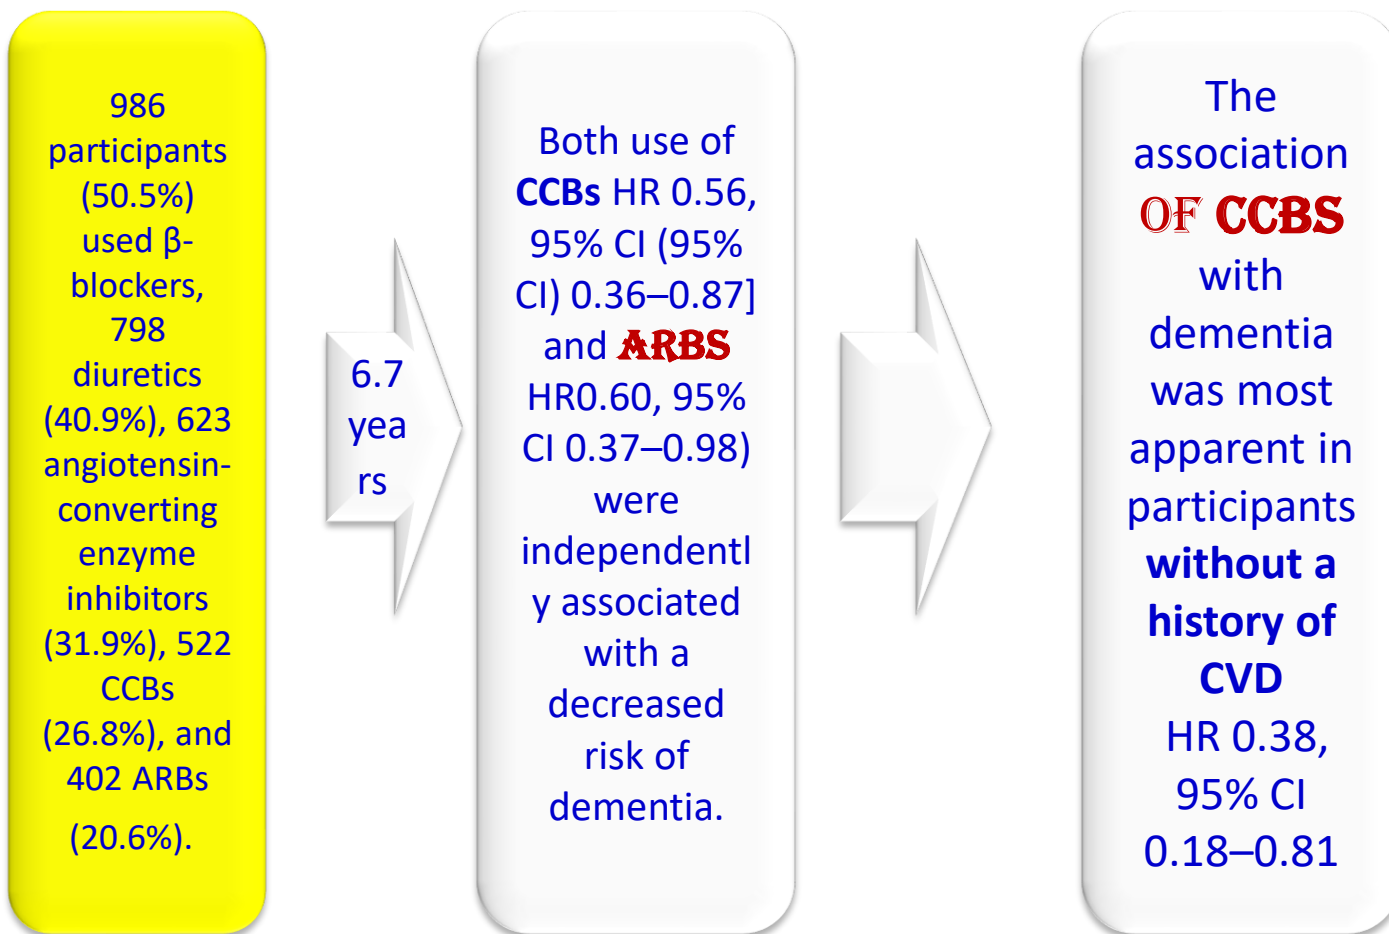 986
participants
(50.5%)
used β-
blockers,
798
diuretics
(40.9%), 623
angiotensin-
converting
enzyme
inhibitors
(31.9%), 522
CCBs
(26.8%), and
402 ARBs
(20.6%).
6.7
yea
rs
Both use of
CCBs HR 0.56,
95% CI (95%
CI) 0.36–0.87]
and ARBS
HR0.60, 95%
CI 0.37–0.98)
were
independentl
y associated
with a
decreased
risk of
dementia.
The
association
OF CCBS
with
dementia
was most
apparent in
participants
without a
history of
CVD
HR 0.38,
95% CI
0.18–0.81